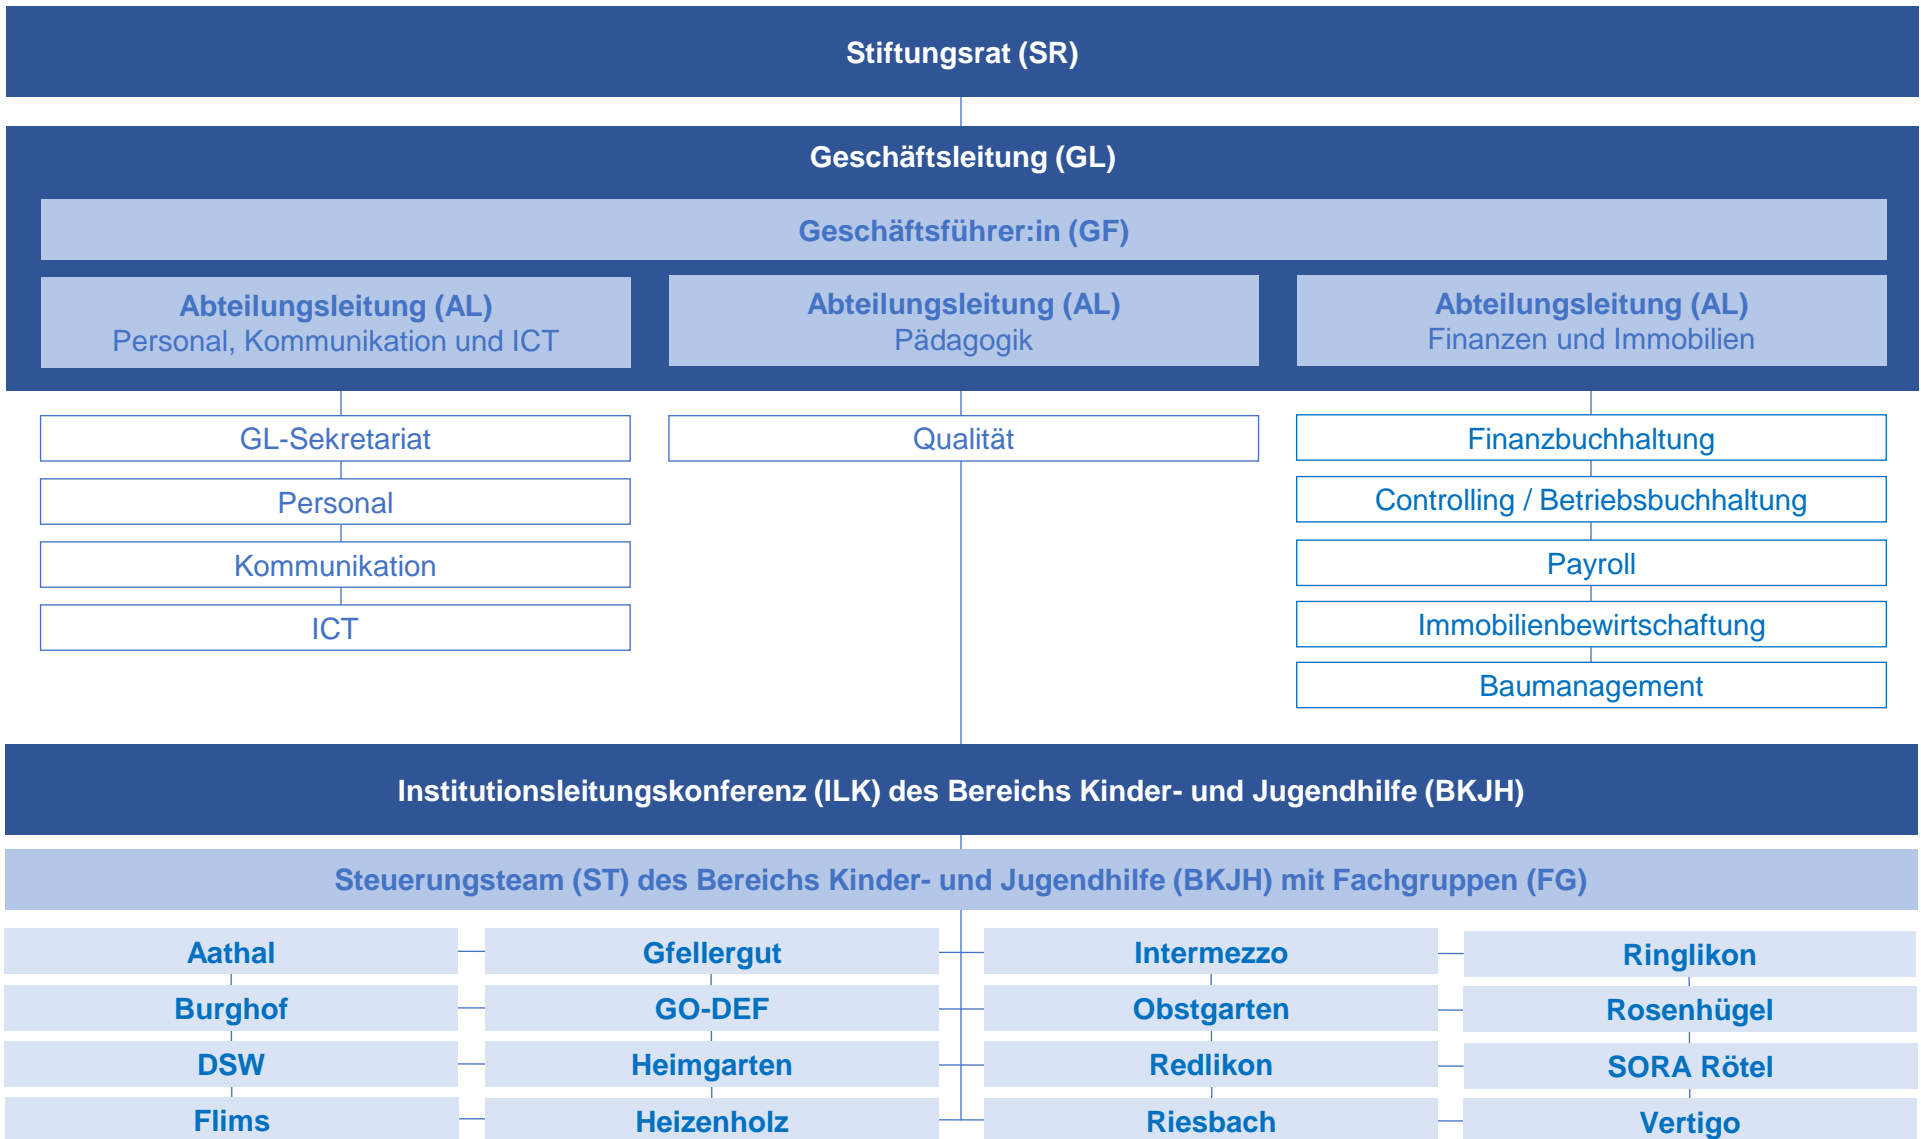 Stiftungsrat (SR)
Geschäftsleitung (GL)
Geschäftsführer:in (GF)
Abteilungsleitung (AL)
Personal, Kommunikation und ICT
Abteilungsleitung (AL)
Pädagogik
Abteilungsleitung (AL)
Finanzen und Immobilien
GL-Sekretariat
Personal
Kommunikation
ICT
Qualität
Finanzbuchhaltung
Controlling / Betriebsbuchhaltung
Payroll
Immobilienbewirtschaftung
Baumanagement
Institutionsleitungskonferenz (ILK) des Bereichs Kinder- und Jugendhilfe (BKJH)
Steuerungsteam (ST) des Bereichs Kinder- und Jugendhilfe (BKJH) mit Fachgruppen (FG)
Aathal
Gfellergut
Intermezzo
Ringlikon
Burghof
GO-DEF
Obstgarten
Rosenhügel
DSW
Heimgarten
Redlikon
SORA Rötel
Flims
Heizenholz
Riesbach
Vertigo